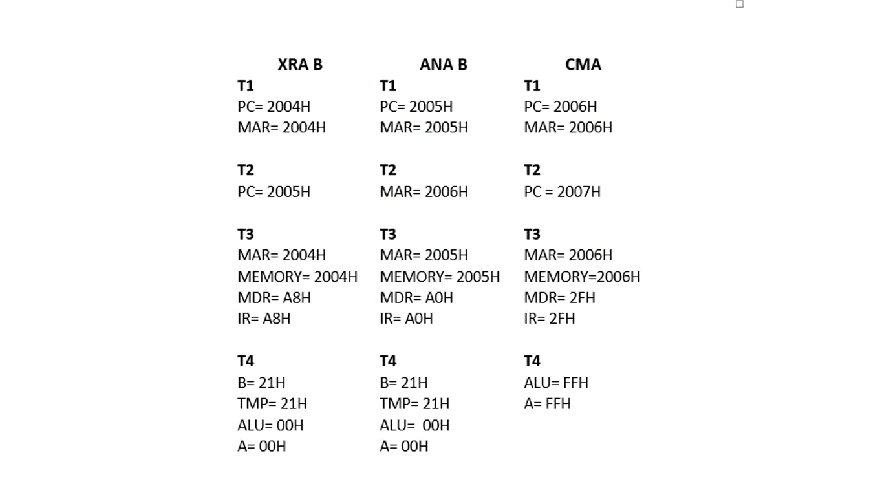 XRA B ANA B CMA
T1 T1 T1
PC= 2004H PC= 2005H PC= 2006H
MAR= 2004H MAR= 2005H MAR= 2006H
T2 T2 T2
PC= 2005H MAR= 2006H PC = 2007H
T3 T3 T3
MAR= 2004H MAR= 2005H MAR= 2006H
MEMORY= 2004H MEMORY= 2005H MEMORY=2006H
MDR= A8H MDR= A0H MDR= 2FH
IR= A8H IR= A0H IR= 2FH
T4 T4 T4
B= 21H B= 21H ALU= FFH
TMP= 21H TMP= 21H A= FFH
ALU= 00H ALU=  00H
A= 00H A= 00H